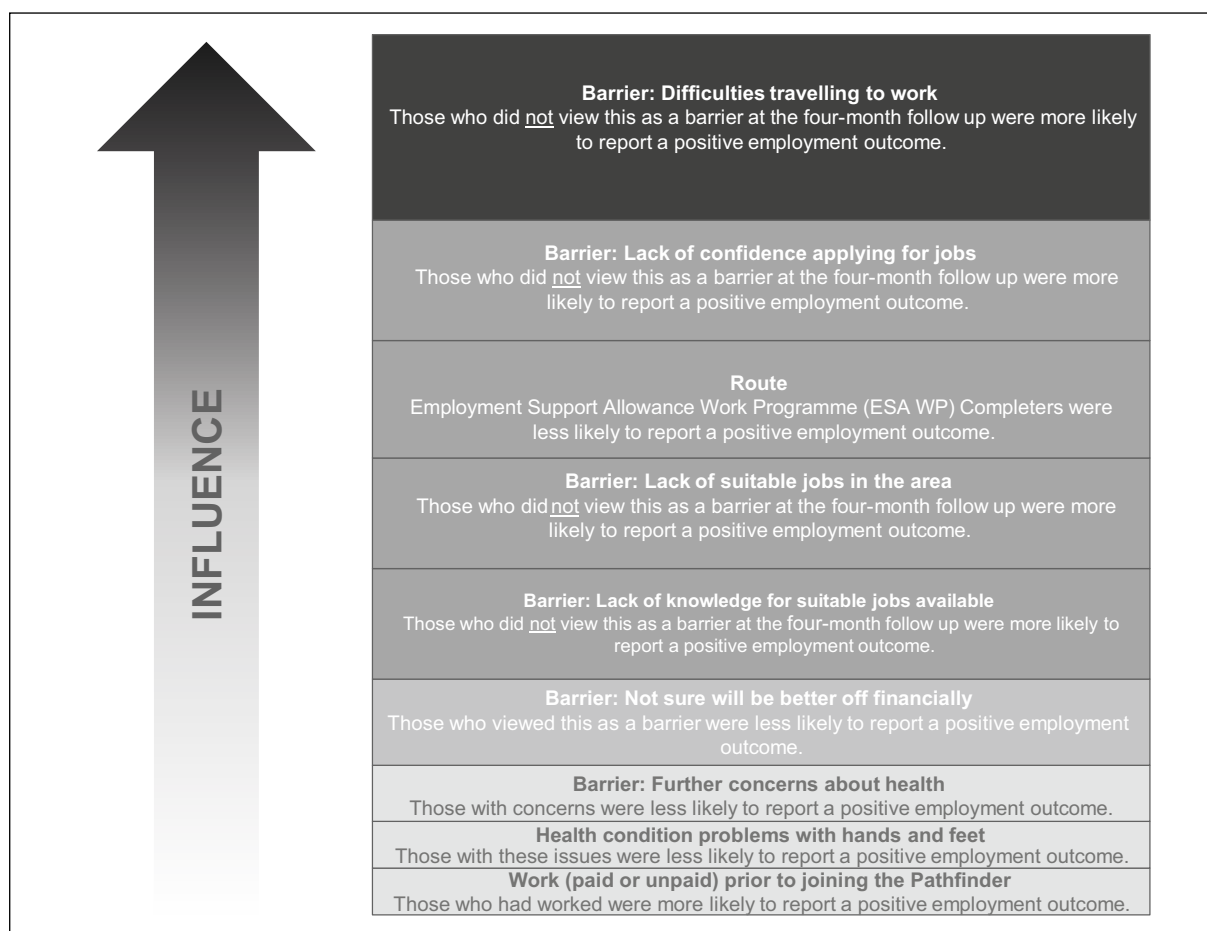 INFLUENCE
Barrier: Difficulties travelling to work
Those who did not view this as a barrier at the four-month follow up were more likely
to report a positive employment outcome.
Barrier: Lack of confidence applying for jobs
Those who did not view this as a barrier at the four-month follow up were more
likely to report a positive employment outcome.
Route
Employment Support Allowance Work Programme (ESA WP) Completers were
less likely to report a positive employment outcome.
Barrier: Lack of suitable jobs in the area
Those who did not view this as a barrier at the four-month follow up were more
likely to report a positive employment outcome.
Barrier: Lack of knowledge for suitable jobs available
Those who did not view this as a barrier at the four-month follow up were more likely to
report a positive employment outcome.
Barrier: Not sure will be better off financially
Those who viewed this as a barrier were less likely to report a positive employment
outcome.
Barrier: Further concerns about health
Those with concerns were less likely to report a positive employment outcome.
Health condition problems with hands and feet
Those with these issues were less likely to report a positive employment outcome.
Work (paid or unpaid) prior to joining the Pathfinder
Those who had worked were more likely to report a positive employment outcome.